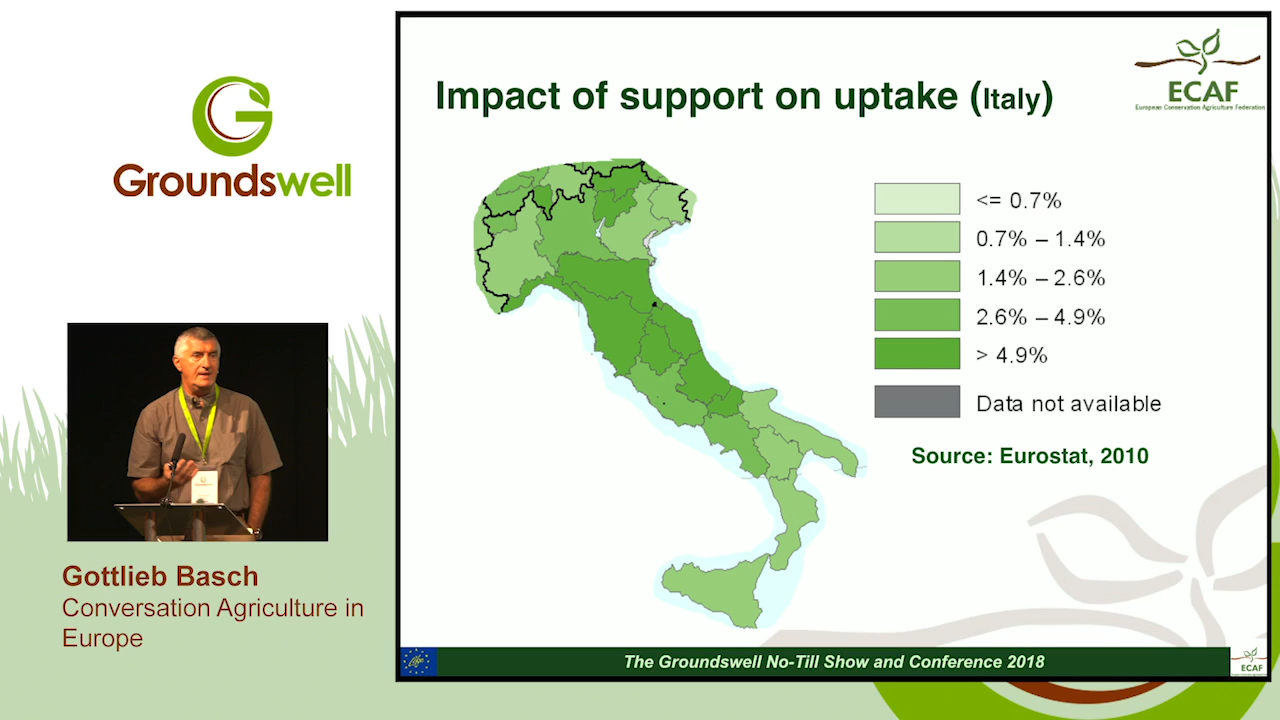 Groundswell
Gottlieb Basch
Conversation Agriculture in
Europe
Impact of support on uptake (Italy)
ECAF
European Conservation Agriculture Federation
<= 0.7%
0.7% – 1.4%
1.4% – 2.6%
2.6% – 4.9%
> 4.9%
Data not available
Source: Eurostat, 2010
The Groundswell No-Till Show and Conference 2018
ECAF